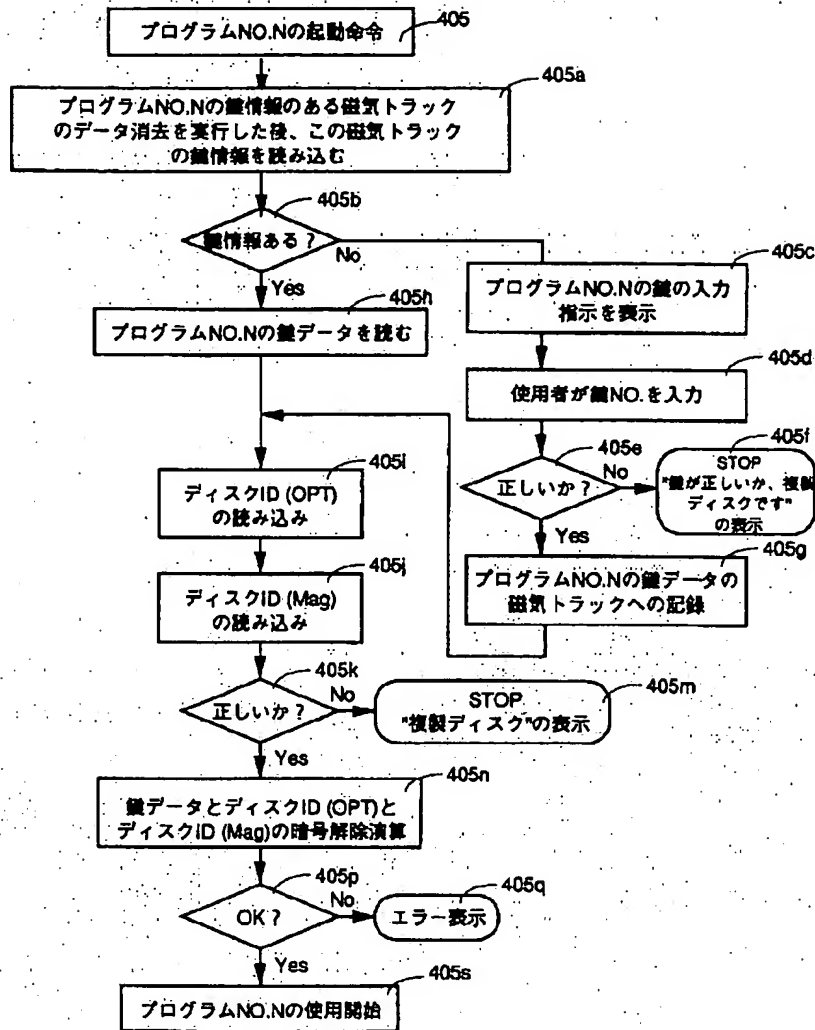 プログラムNO.Nの起動命令
405
405a
プログラムNO.Nの鍵情報のある磁気トラック
のデータ消去を実行した後、この磁気トラック
の鍵情報を読み込む
405b
鍵情報ある?
No
Yes
405c
プログラムNO.Nの鍵の入力
指示を表示
405h
プログラムNO.Nの鍵データを読む
405d
使用者が鍵NO.を入力
405e
正しいか?
No
Yes
405f
STOP
"鍵が正しいか、複製
ディスクです"
の表示
405g
プログラムNO.Nの鍵データの
磁気トラックへの記録
405i
ディスクID (OPT)
の読み込み
405j
ディスクID (Mag)
の読み込み
405k
正しいか?
No
Yes
405m
STOP
"複製ディスク"の表示
405n
鍵データとディスクID (OPT)と
ディスクID (Mag)の暗号解除演算
405p
OK?
No
Yes
405q
エラー表示
405s
プログラムNO.Nの使用開始